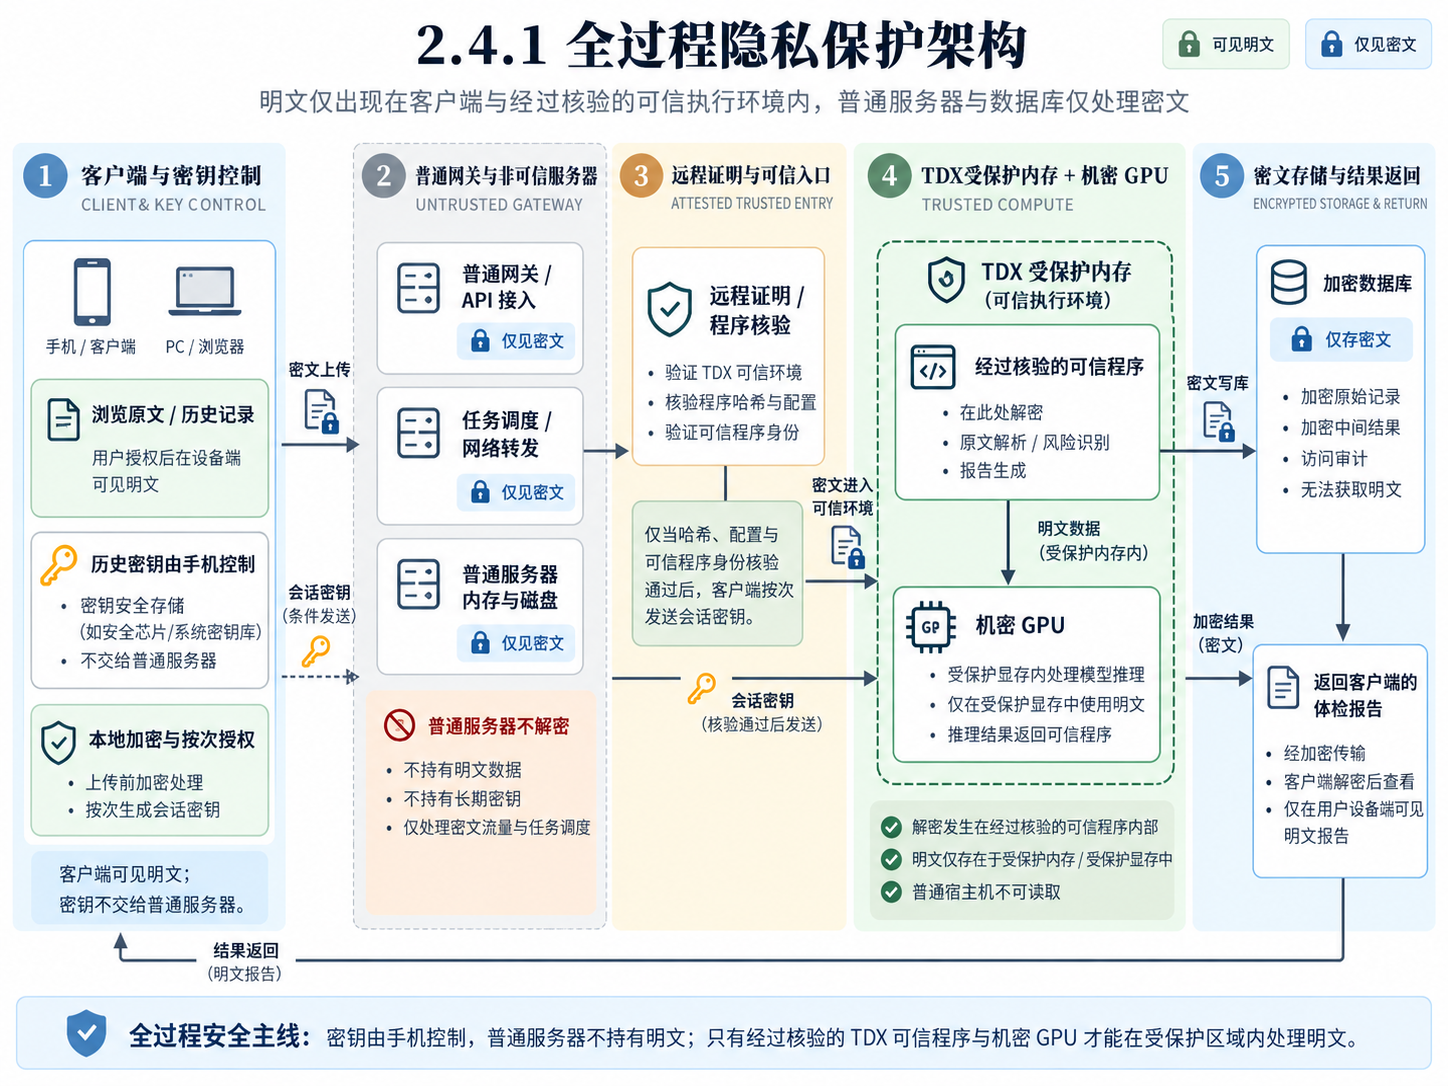 2.4.1 全过程隐私保护架构
可见明文
仅见密文
明文仅出现在客户端与经过核验的可信执行环境内，普通服务器与数据库仅处理密文
1 客户端与密钥控制
CLIENT& KEY CONTROL
手机 / 客户端
PC / 浏览器
浏览原文 / 历史记录
用户授权后在设备端
可见明文
历史密钥由手机控制
• 密钥安全存储
（如安全芯片/系统密钥库）
• 不交给普通服务器
本地加密与按次授权
• 上传前加密处理
• 按次生成会话密钥
客户端可见明文；
密钥不交给普通服务器。
密文上传
会话密钥
（条件发送）
2 普通网关与非可信服务器
UNTRUSTED GATEWAY
普通网关 /
API 接入
仅见密文
任务调度 /
网络转发
仅见密文
普通服务器
内存与磁盘
仅见密文
普通服务器不解密
• 不持有明文数据
• 不持有长期密钥
• 仅处理密文流量与任务调度
3 远程证明与可信入口
ATTESTED TRUSTED ENTRY
远程证明 /
程序核验
• 验证 TDX 可信环境
• 核验程序哈希与配置
• 验证可信程序身份
仅当哈希、配置与
可信程序身份核验
通过后，客户端按次
发送会话密钥。
密文进入
可信环境
会话密钥
（核验通过后发送）
4 TDX受保护内存 + 机密 GPU
TRUSTED COMPUTE
TDX 受保护内存
（可信执行环境）
经过核验的可信程序
• 在此处解密
• 原文解析 / 风险识别
• 报告生成
明文数据
（受保护内存内）
GP
机密 GPU
• 受保护显存内处理模型推理
• 仅在受保护显存中使用明文
• 推理结果返回可信程序
解密发生在经过核验的可信程序内部
明文仅存在于受保护内存 / 受保护显存中
普通宿主机不可读取
密文写库
加密结果
（密文）
5 密文存储与结果返回
ENCRYPTED STORAGE & RETURN
加密数据库
仅存密文
• 加密原始记录
• 加密中间结果
• 访问审计
• 无法获取明文
返回客户端的
体检报告
• 经加密传输
• 客户端解密后查看
• 仅在用户设备端可见
明文报告
结果返回
（明文报告）
全过程安全主线：密钥由手机控制，普通服务器不持有明文；只有经过核验的 TDX 可信程序与机密 GPU 才能在受保护区域内处理明文。